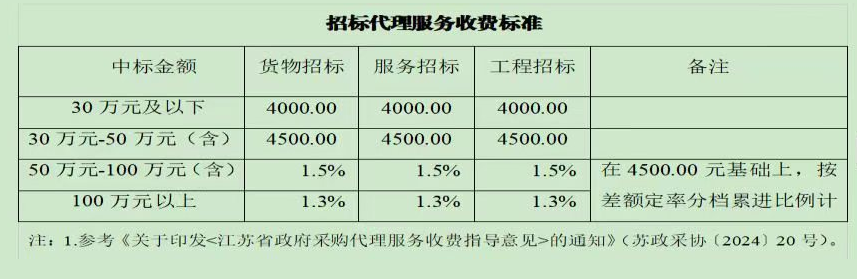 招标代理服务收费标准
中标金额 货物招标 服务招标 工程招标 备注
30 万元及以下 4000.00 4000.00 4000.00
30 万元-50 万元（含） 4500.00 4500.00 4500.00
50 万元-100 万元（含） 1.5% 1.5% 1.5% 在 4500.00 元基础上，按
100 万元以上 1.3% 1.3% 1.3% 差额定率分档累进比例计
注：1.参考《关于印发<江苏省政府采购代理服务收费指导意见>的通知》（苏政采协〔2024〕20 号）。